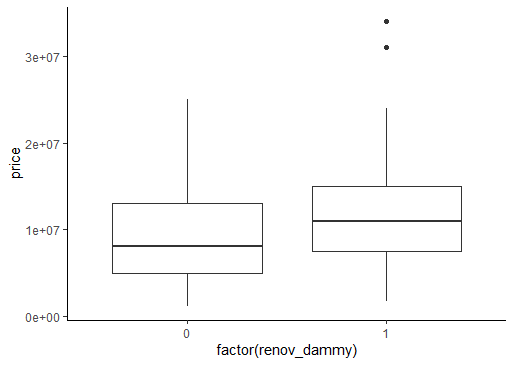 3e+07
2e+07
1e+07
0e+00
price
0
1
factor(renov_dammy)